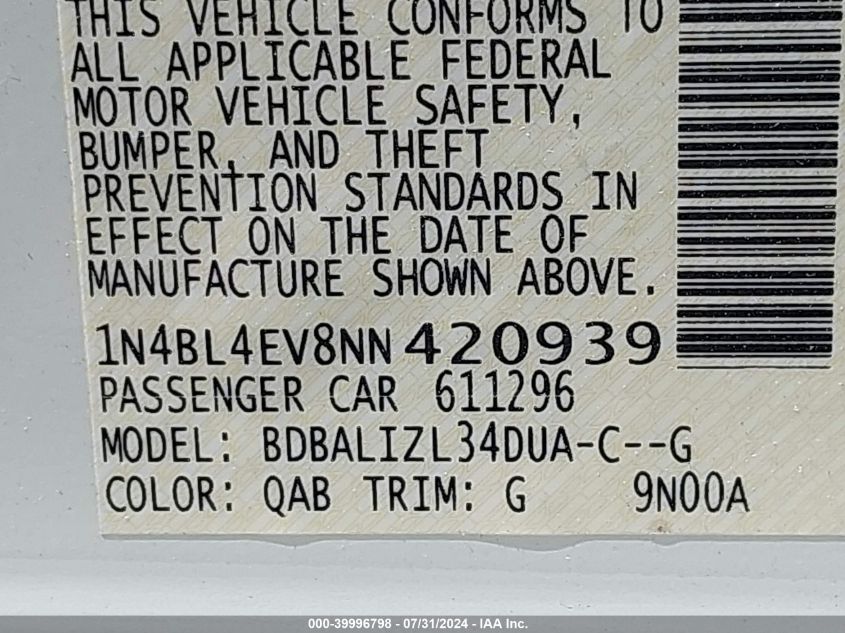 THIS VEHICLE CONFORMS TO
ALL APPLICABLE FEDERAL
MOTOR VEHICLE SAFETY,
BUMPER, AND THEFT
PREVENTION STANDARDS IN
EFFECT ON THE DATE OF
MANUFACTURE SHOWN ABOVE.
1N4BL4EV8NN420939
PASSENGER CAR 611296
MODEL: BDBALIZL34DUA-C--G
COLOR: QAB TRIM: G 9N00A
000-39996798 - 07/31/2024 - IAA Inc.